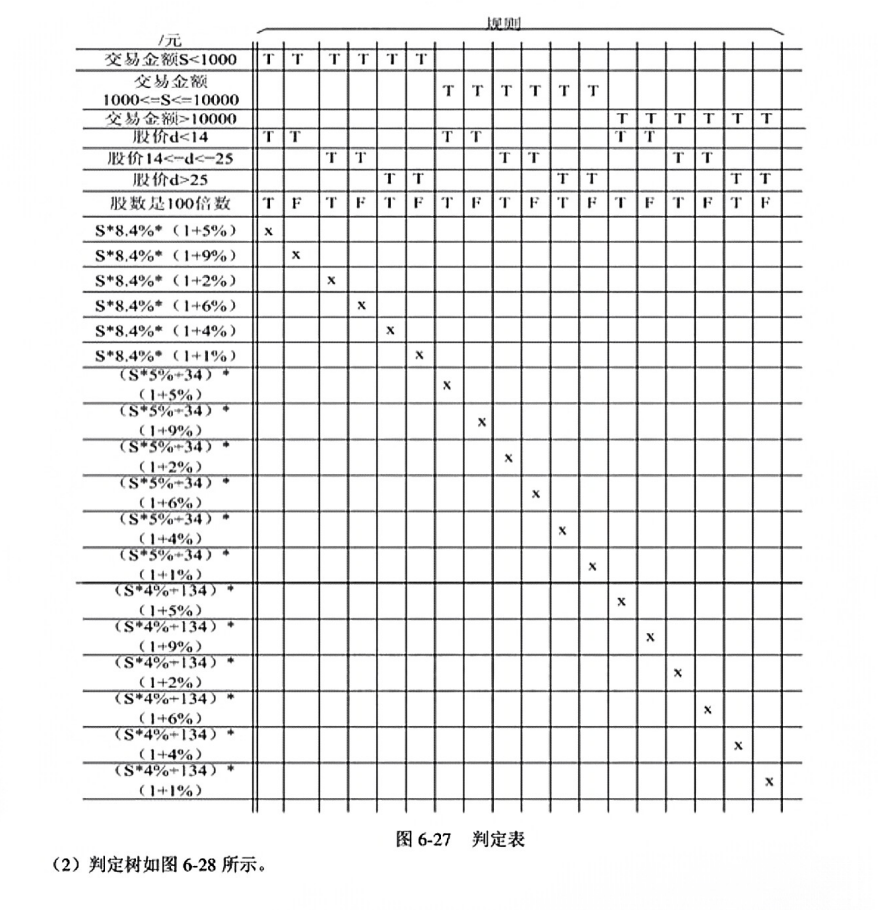 规则
/元
交易金额S<1000 T T T T T T
交易金额
1000<=S<=10000 T T T T T T
交易金额>10000 T T T T T T
股价d<14 T T T T T T
股价14<=d<=25 T T T T T T
股价d>25 T T T T T T
股数是100倍数 T F T F T F T F T F T F T F T F T F
S*8.4%*（1+5%） x
S*8.4%*（1+9%） x
S*8.4%*（1+2%） x
S*8.4%*（1+6%） x
S*8.4%*（1+4%） x
S*8.4%*（1+1%） x
（S*5%+34）*
（1+5%） x
（S*5%+34）*
（1+9%） x
（S*5%+34）*
（1+2%） x
（S*5%+34）*
（1+6%） x
（S*5%+34）*
（1+4%） x
（S*5%+34）*
（1+1%） x
（S*4%+134）*
（1+5%） x
（S*4%+134）*
（1+9%） x
（S*4%+134）*
（1+2%） x
（S*4%+134）*
（1+6%） x
（S*4%+134）*
（1+4%） x
（S*4%+134）*
（1+1%） x
图 6-27 判定表
（2）判定树如图 6-28 所示。